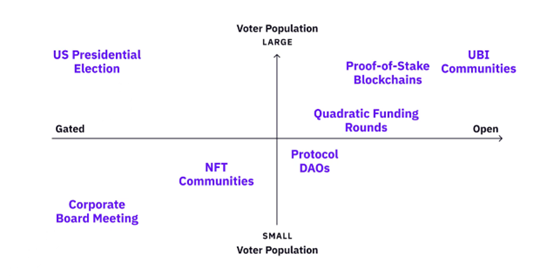 Voter Population
LARGE
US Presidential
Election
Proof-of-Stake
Blockchains
UBI
Communities
Quadratic Funding
Rounds
Gated
Open
Protocol
DAOs
NFT
Communities
Corporate
Board Meeting
SMALL
Voter Population